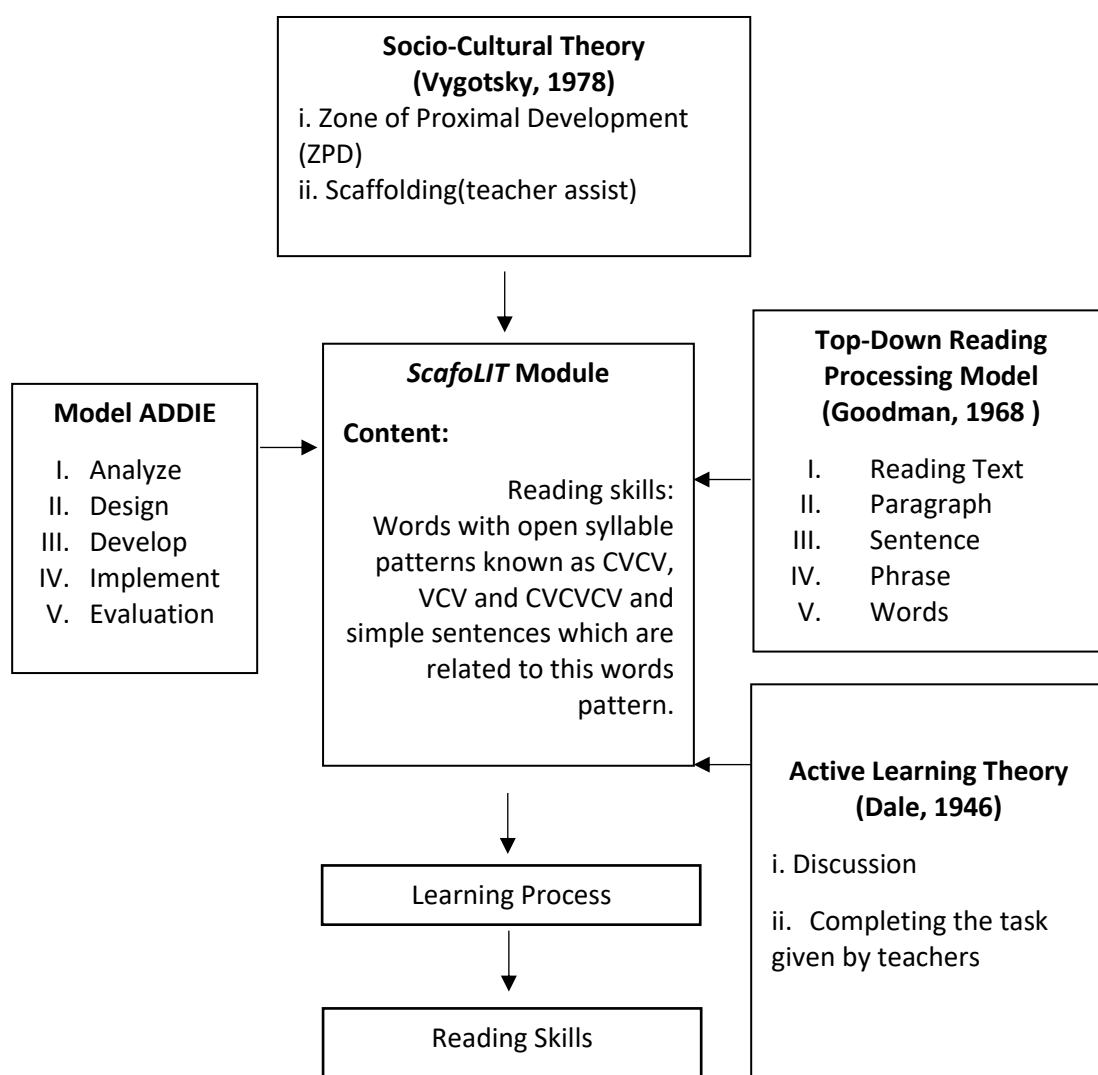 Socio-Cultural Theory
(Vygotsky, 1978)
i. Zone of Proximal Development
(ZPD)
ii. Scaffolding(teacher assist)
Model ADDIE
I. Analyze
II. Design
III. Develop
IV. Implement
V. Evaluation
ScafoLIT Module
Content:
Reading skills:
Words with open syllable
patterns known as CVCV,
VCV and CVCVCV and
simple sentences which are
related to this words
pattern.
Top-Down Reading
Processing Model
(Goodman, 1968 )
I. Reading Text
II. Paragraph
III. Sentence
IV. Phrase
V. Words
Active Learning Theory
(Dale, 1946)
i. Discussion
ii. Completing the task
given by teachers
Learning Process
Reading Skills